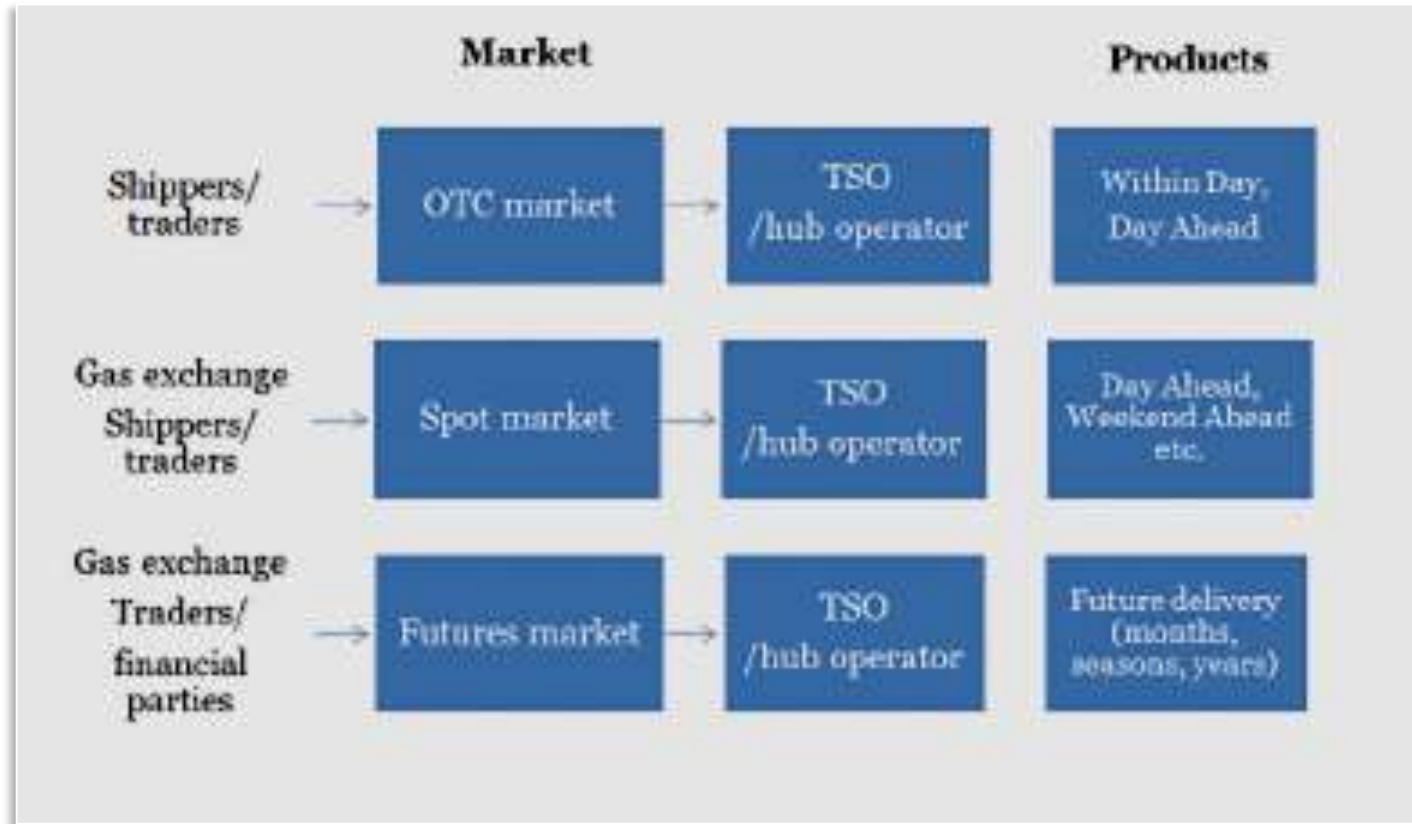 Market
Products
Shippers/
traders
OTC market
TSO
/hub operator
Within Day,
Day Ahead
Gas exchange
Shippers/
traders
Spot market
TSO
/hub operator
Day Ahead,
Weekend Ahead
etc.
Gas exchange
Traders/
financial
parties
Futures market
TSO
/hub operator
Future delivery
(months,
seasons, years)